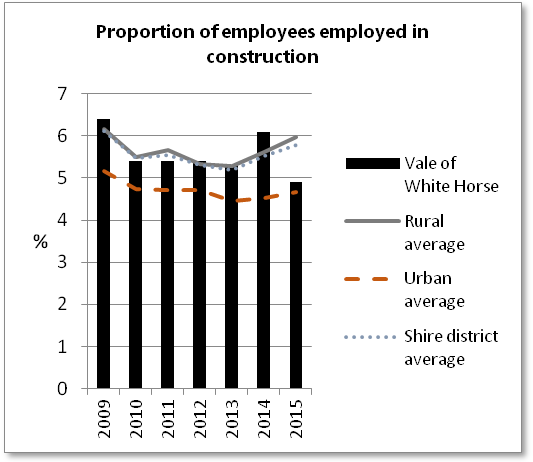 Proportion of employees employed in
construction
7
6
5
4
3
2
1
0
%
2009
2010
2011
2012
2013
2014
2015
Vale of
White Horse
Rural
average
Urban
average
Shire district
average